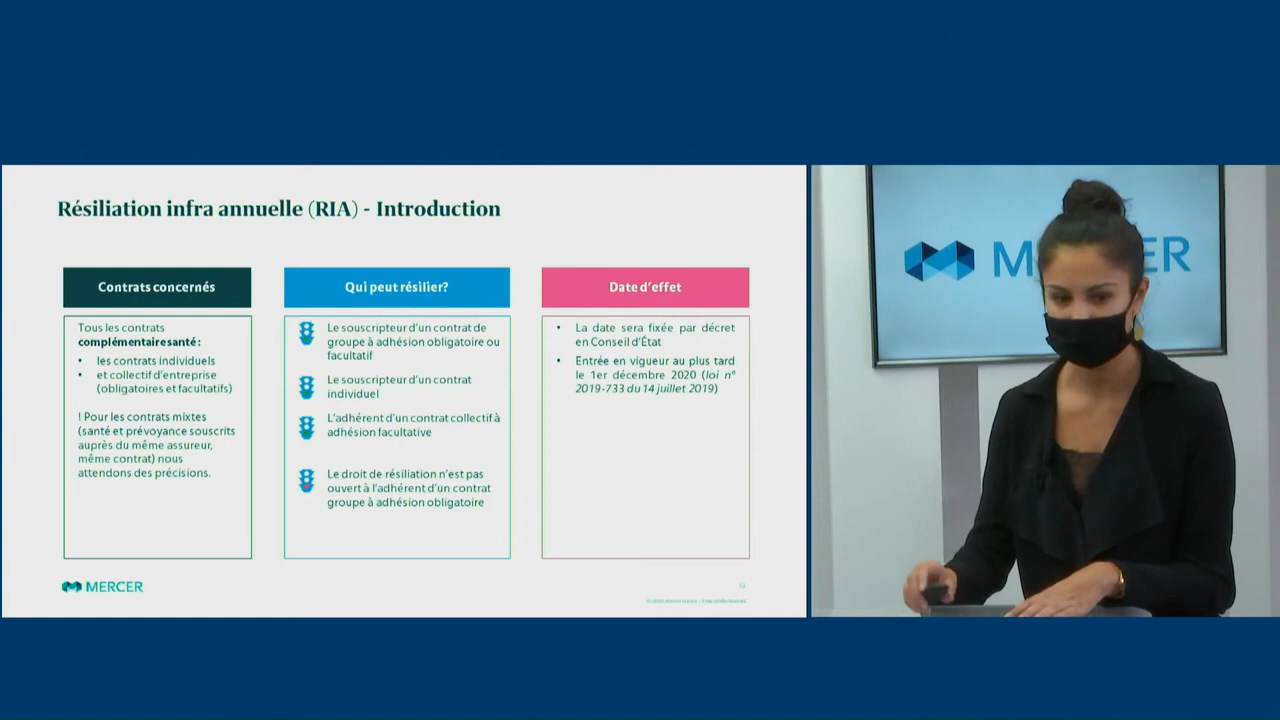 Résiliation infra annuelle (RIA) - Introduction
Contrats concernés
Tous les contrats
complémentaire santé :
• les contrats individuels
• et collectif d'entreprise
(obligatoires et facultatifs)
! Pour les contrats mixtes
(santé et prévoyance souscrits
auprès du même assureur,
même contrat) nous
attendons des précisions.
Qui peut résilier?
Le souscripteur d'un contrat de
groupe à adhésion obligatoire ou
facultatif
Le souscripteur d'un contrat
individuel
L'adhérent d'un contrat collectif à
adhésion facultative
Le droit de résiliation n'est pas
ouvert à l'adhérent d'un contrat
groupe à adhésion obligatoire
Date d'effet
• La date sera fixée par décret
en Conseil d'État
• Entrée en vigueur au plus tard
le 1er décembre 2020 (loi n°
2019-733 du 14 juillet 2019)
MERCER
M ER